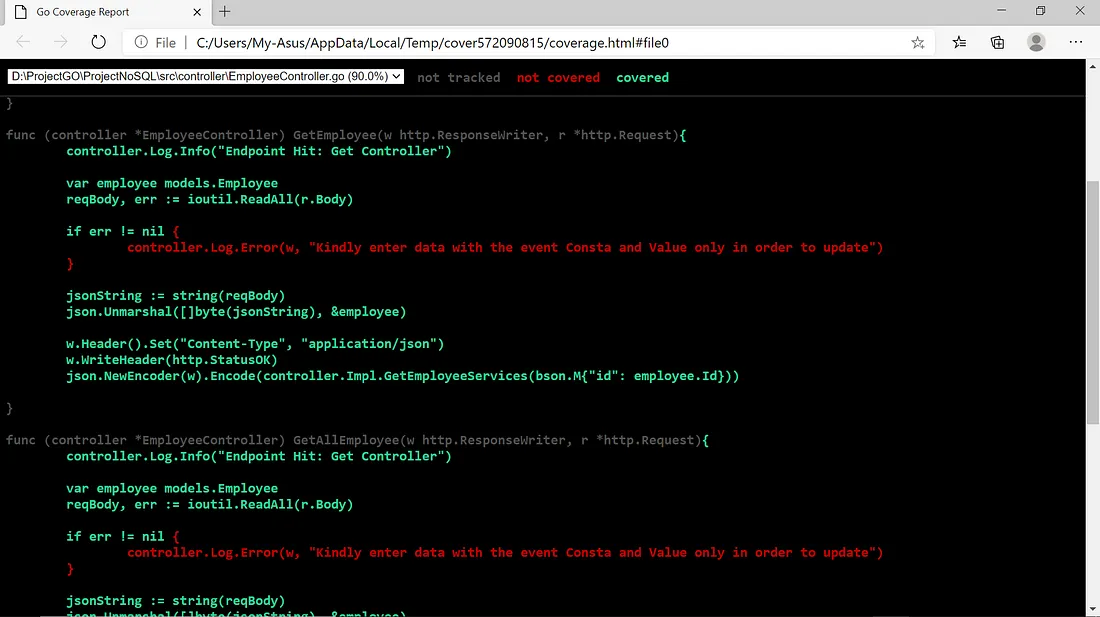 Go Coverage Report
File | C:/Users/My-Asus/AppData/Local/Temp/cover572090815/coverage.html#file0
D:\ProjectGO\ProjectNoSQL\src\controller\EmployeeController.go (90.0%) not tracked not covered covered
}
func (controller *EmployeeController) GetEmployee(w http.ResponseWriter, r *http.Request){
controller.Log.Info("Endpoint Hit: Get Controller")
var employee models.Employee
reqBody, err := ioutil.ReadAll(r.Body)
if err != nil {
controller.Log.Error(w, "Kindly enter data with the event Consta and Value only in order to update")
}
jsonString := string(reqBody)
json.Unmarshal([]byte(jsonString), &employee)
w.Header().Set("Content-Type", "application/json")
w.WriteHeader(http.StatusOK)
json.NewEncoder(w).Encode(controller.Impl.GetEmployeeServices(bson.M{"id": employee.Id}))
}
func (controller *EmployeeController) GetAllEmployee(w http.ResponseWriter, r *http.Request){
controller.Log.Info("Endpoint Hit: Get Controller")
var employee models.Employee
reqBody, err := ioutil.ReadAll(r.Body)
if err != nil {
controller.Log.Error(w, "Kindly enter data with the event Consta and Value only in order to update")
}
jsonString := string(reqBody)
json.Unmarshal([]byte(jsonString), &employee)